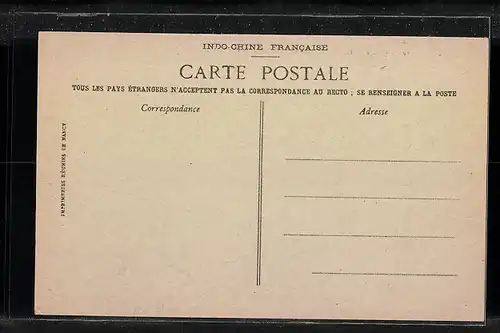 INDO-CHINE FRANÇAISE
CARTE POSTALE
TOUS LES PAYS ÉTRANGERS N'ACCEPTENT PAS LA CORRESPONDANCE AU RECTO ; SE RENSEIGNER A LA POSTE
Correspondance
Adresse
IMPRIMERIES RÉUNIES DE NANCY